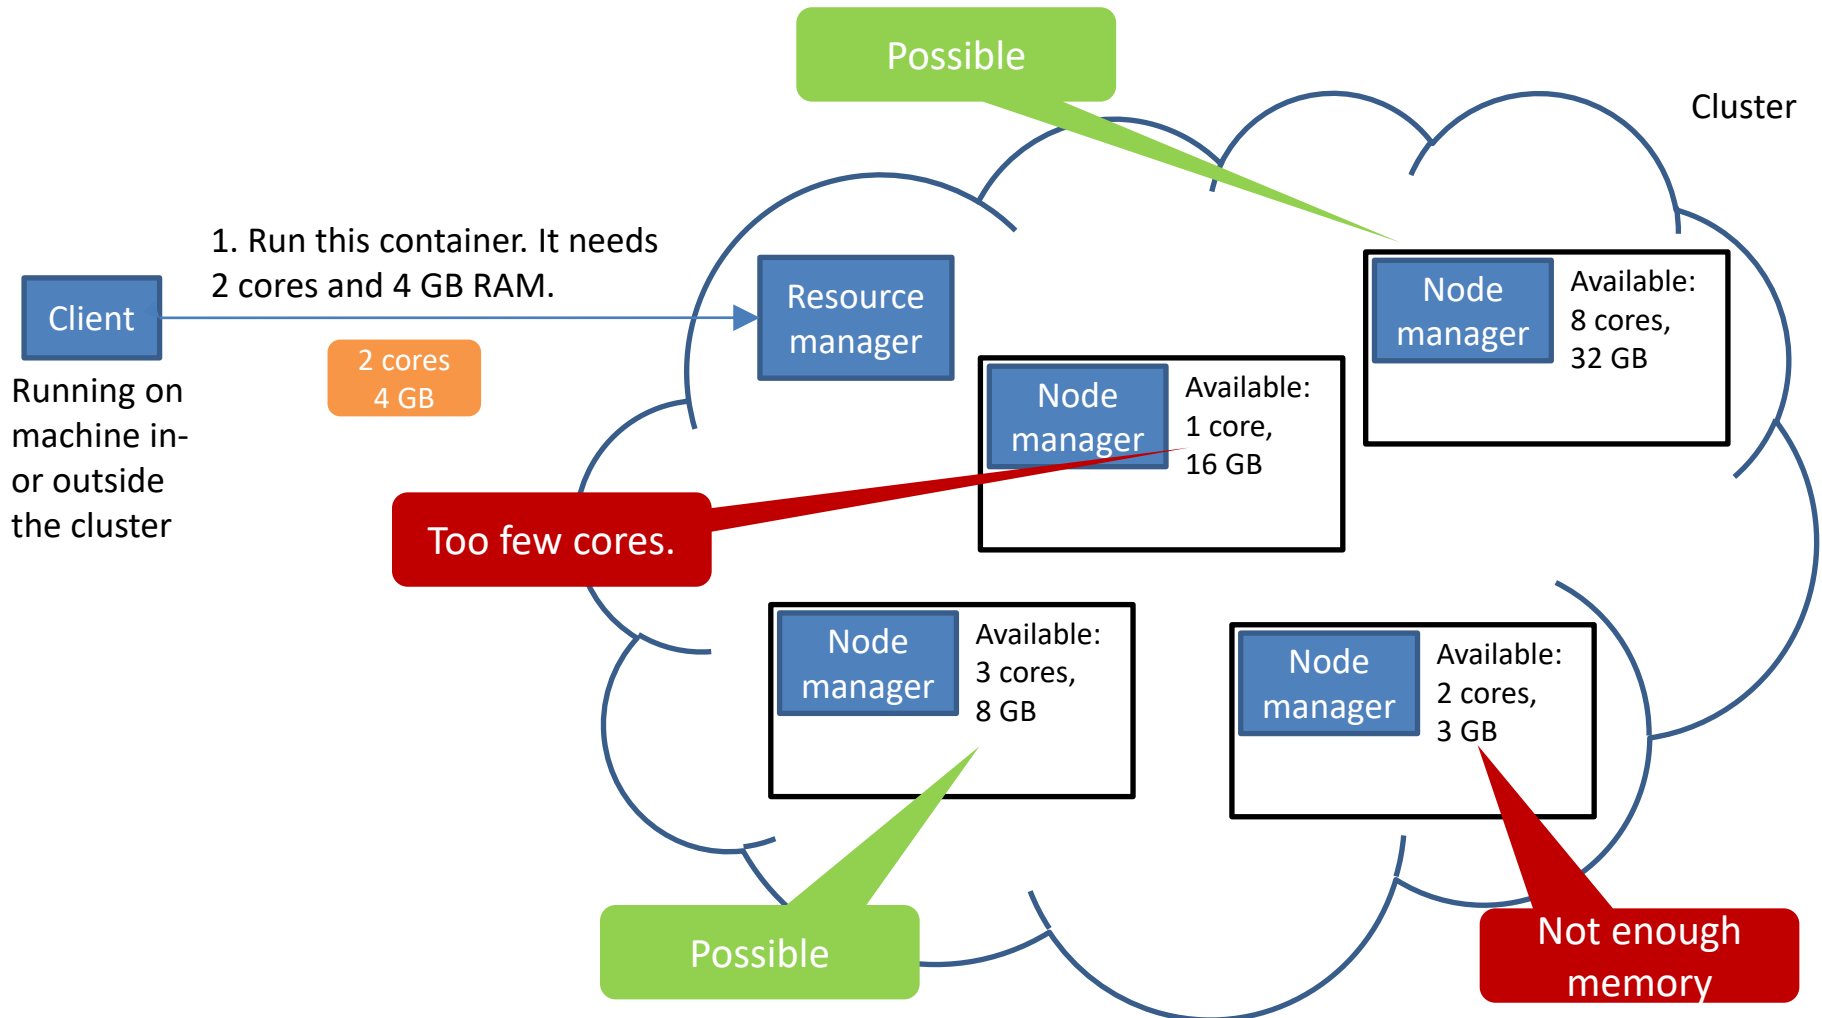 Possible
Cluster
1. Run this container. It needs
2 cores and 4 GB RAM.
Client
Resource
manager
Node
manager
Available:
8 cores,
32 GB
2 cores
4 GB
Running on
machine in-
or outside
the cluster
Node
manager
Available:
1 core,
16 GB
Too few cores.
Node
manager
Available:
3 cores,
8 GB
Node
manager
Available:
2 cores,
3 GB
Possible
Not enough
memory